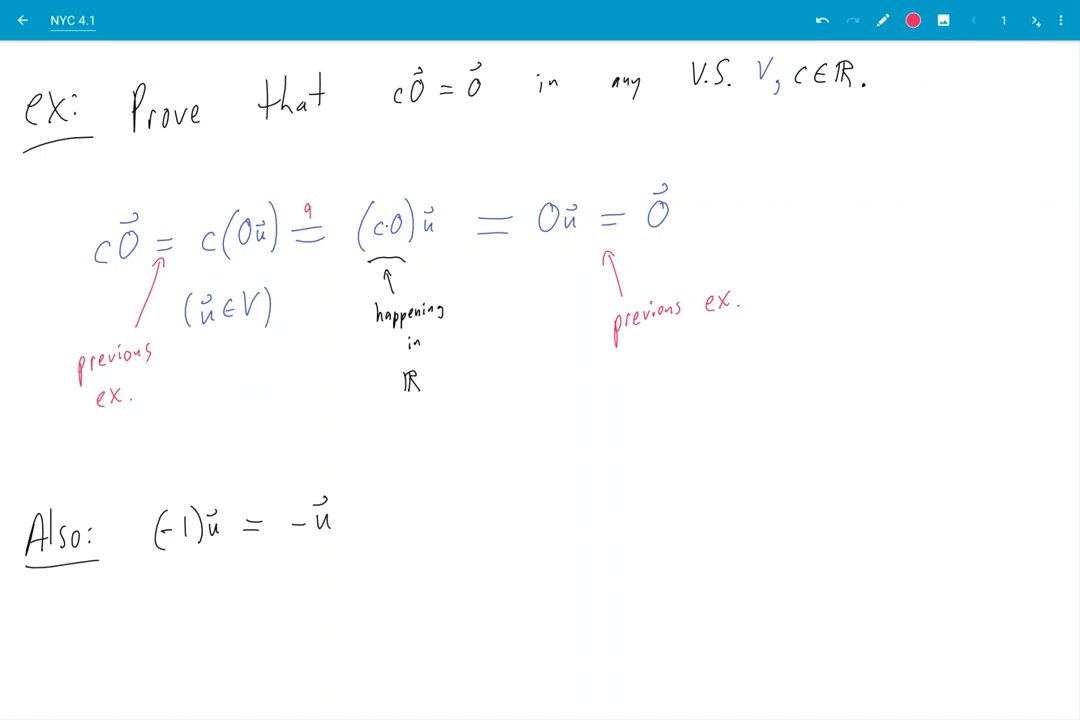 NYC 4.1
1
ex: Prove that c0⃗ = 0⃗ in any V.S. V, c∈ℝ.
c0⃗ = c(0u⃗) =⁹ (c·0)u⃗ = 0u⃗ = 0⃗
(u⃗ ∈ V)
happening
in
ℝ
previous ex.
previous
ex.
Also: (-1)u⃗ = -u⃗